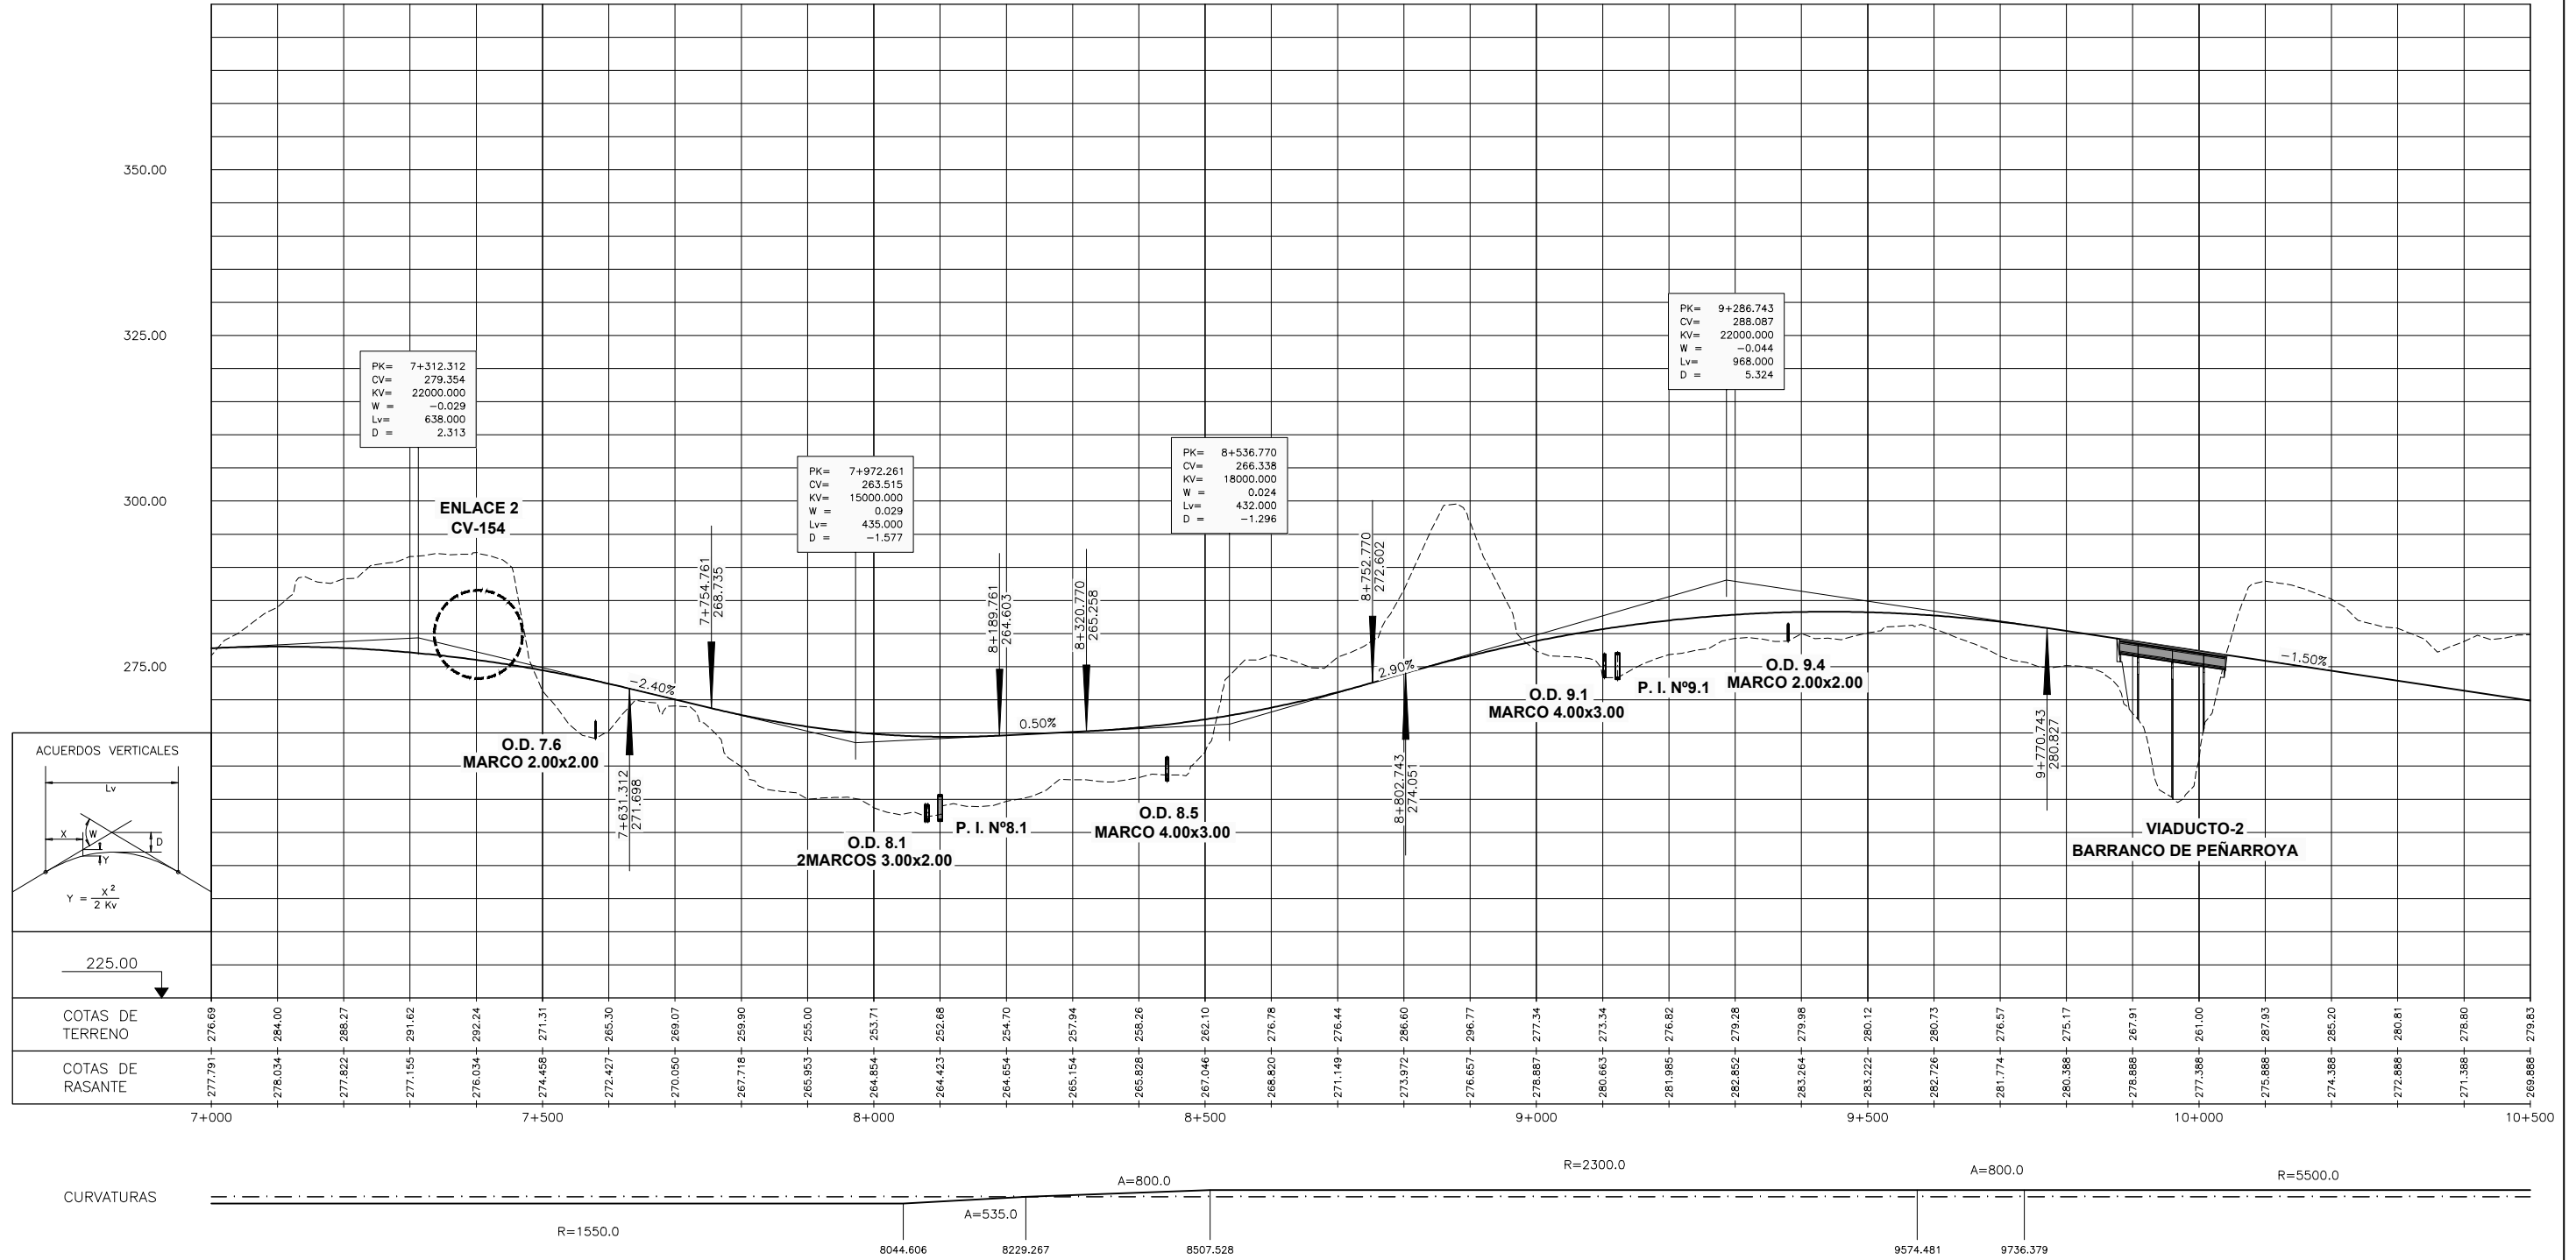 350.00
325.00
300.00
275.00
PK= 7+312.312
CV= 279.354
KV= 22000.000
W = -0.029
Lv= 638.000
D = 2.313
PK= 7+972.261
CV= 263.515
KV= 15000.000
W = 0.029
Lv= 435.000
D = -1.577
PK= 8+536.770
CV= 266.338
KV= 18000.000
W = 0.024
Lv= 432.000
D = -1.296
PK= 9+286.743
CV= 288.087
KV= 22000.000
W = -0.044
Lv= 968.000
D = 5.324
ENLACE 2
CV-154
7+754.761
268.735
8+189.761
264.603
8+320.770
265.258
8+752.770
272.602
-2.40%
0.50%
2.90%
-1.50%
7+631.312
271.698
8+802.743
274.051
9+770.743
280.827
O.D. 7.6
MARCO 2.00x2.00
O.D. 8.1
2MARCOS 3.00x2.00
P. I. Nº8.1
O.D. 8.5
MARCO 4.00x3.00
O.D. 9.1
MARCO 4.00x3.00
P. I. Nº9.1
O.D. 9.4
MARCO 2.00x2.00
VIADUCTO-2
BARRANCO DE PEÑARROYA
ACUERDOS VERTICALES
Lv
X
W
D
Y
Y = X 2
2 Kv
225.00
COTAS DE
TERRENO
276.69 284.00 288.27 291.62 292.24 271.31 265.30 269.07 259.90 255.00 253.71 252.68 254.70 257.94 258.26 262.10 276.78 276.44 286.60 296.77 277.34 273.34 276.82 279.28 279.98 280.12 280.73 276.57 275.17 267.91 261.00 287.93 285.20 280.81 278.80 279.83
COTAS DE
RASANTE
277.791 278.034 277.822 277.155 276.034 274.458 272.427 270.050 267.718 265.953 264.854 264.423 264.654 265.154 265.828 267.046 268.820 271.149 273.972 276.657 278.887 280.663 281.985 282.852 283.264 283.222 282.726 281.774 280.388 278.888 277.388 275.888 274.388 272.888 271.388 269.888
7+000 7+500 8+000 8+500 9+000 9+500 10+000 10+500
CURVATURAS
R=1550.0
A=535.0
A=800.0
R=2300.0
A=800.0
R=5500.0
8044.606 8229.267 8507.528 9574.481 9736.379